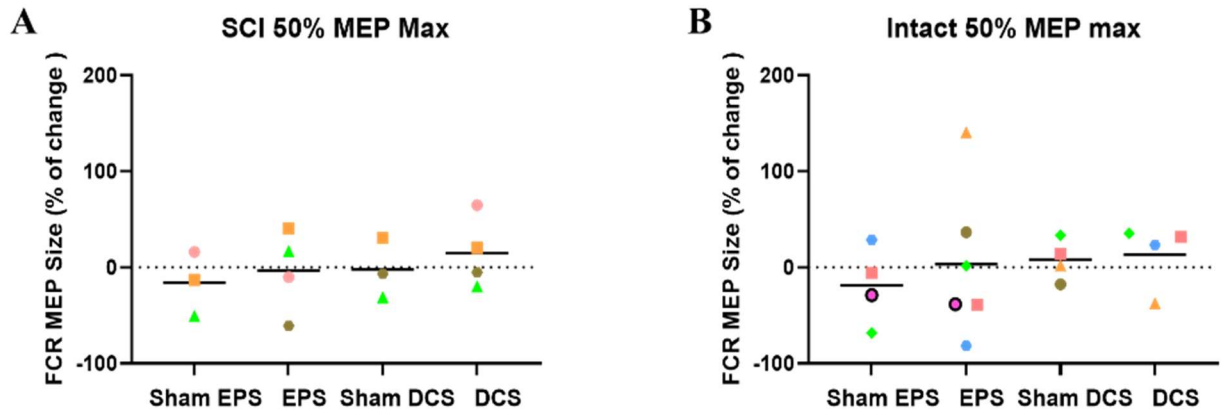 A
SCI 50% MEP Max
FCR MEP Size (% of change )
200
100
0
-100
Sham EPS EPS Sham DCS DCS
B
Intact 50% MEP max
FCR MEP Size (% of change )
200
100
0
-100
Sham EPS EPS Sham DCS DCS